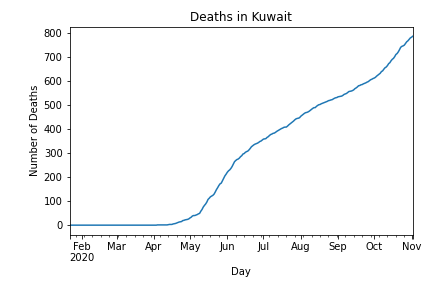 Deaths in Kuwait
800
700
600
500
400
300
200
100
0
Number of Deaths
Feb Mar Apr May Jun Jul Aug Sep Oct Nov
2020
Day